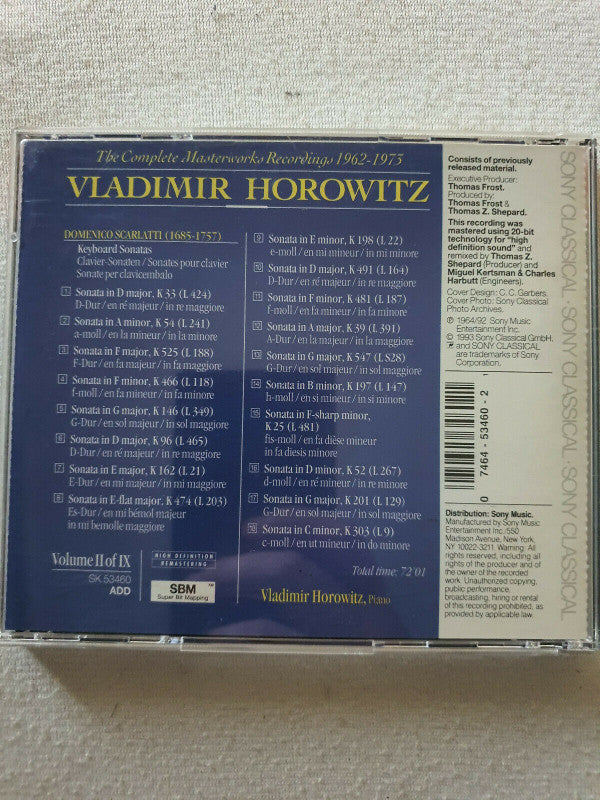 The Complete Masterworks Recordings 1962-1973
VLADIMIR HOROWITZ
DOMENICO SCARLATTI (1685-1757)
Keyboard Sonatas
Clavier-Sonaten / Sonates pour clavier
Sonate per clavicembalo
1 Sonata in D major, K 33 (L 424)
D-Dur / en ré majeur / in re maggiore
2 Sonata in A minor, K 54 (L 241)
a-moll / en la mineur / in la minore
3 Sonata in F major, K 525 (L 188)
F-Dur / en fa majeur / in fa maggiore
4 Sonata in F minor, K 466 (L 118)
f-moll / en fa mineur / in fa minore
5 Sonata in G major, K 146 (L 349)
G-Dur / en sol majeur / in sol maggiore
6 Sonata in D major, K 96 (L 465)
D-Dur / en ré majeur / in re maggiore
7 Sonata in E major, K 162 (L 21)
E-Dur / en mi majeur / in mi maggiore
8 Sonata in E-flat major, K 474 (L 203)
Es-Dur / en mi bémol majeur
in mi bemolle maggiore
9 Sonata in E minor, K 198 (L 22)
e-moll / en mi mineur / in mi minore
10 Sonata in D major, K 491 (L 164)
D-Dur / en ré majeur / in re maggiore
11 Sonata in F minor, K 481 (L 187)
f-moll / en fa mineur / in fa minore
12 Sonata in A major, K 39 (L 391)
A-Dur / en la majeur / in la maggiore
13 Sonata in G major, K 547 (L S28)
G-Dur / en sol majeur / in sol maggiore
14 Sonata in B minor, K 197 (L 147)
h-moll / en si mineur / in si minore
15 Sonata in F-sharp minor,
K 25 (L 481)
fis-moll / en fa dièse mineur
in fa diesis minore
16 Sonata in D minor, K 52 (L 267)
d-moll / en ré mineur / in re minore
17 Sonata in G major, K 201 (L 129)
G-Dur / en sol majeur / in sol maggiore
18 Sonata in C minor, K 303 (L 9)
c-moll / en ut mineur / in do minore
Total time: 72'01
Vladimir Horowitz, Piano
Volume II of IX
SK 53460
ADD
HIGH DEFINITION
REMASTERING
SBM™
Super Bit Mapping
Consists of previously
released material.
Executive Producer:
Thomas Frost.
Produced by:
Thomas Frost &
Thomas Z. Shepard.
This recording was
mastered using 20-bit
technology for "high
definition sound" and
remixed by Thomas Z.
Shepard (Producer) and
Miguel Kertsman & Charles
Harbutt (Engineers).
Cover Design: C. C. Garbers.
Cover Photo: Sony Classical
Photo Archives.
℗ 1964/92 Sony Music
Entertainment Inc.
© 1993 Sony Classical GmbH.
and SONY CLASSICAL
are trademarks of Sony
Corporation.
0 7464-53460-2 1
Distribution: Sony Music.
Manufactured by Sony Music
Entertainment Inc./550
Madison Avenue, New York,
NY 10022-3211. Warning: All
rights reserved, including all
rights of the producer and of
the owner of the recorded
work. Unauthorized copying,
public performance,
broadcasting, hiring or rental
of this recording prohibited, as
provided by applicable law.
SONY CLASSICAL · SONY CLASSICAL · SONY CLASSICAL